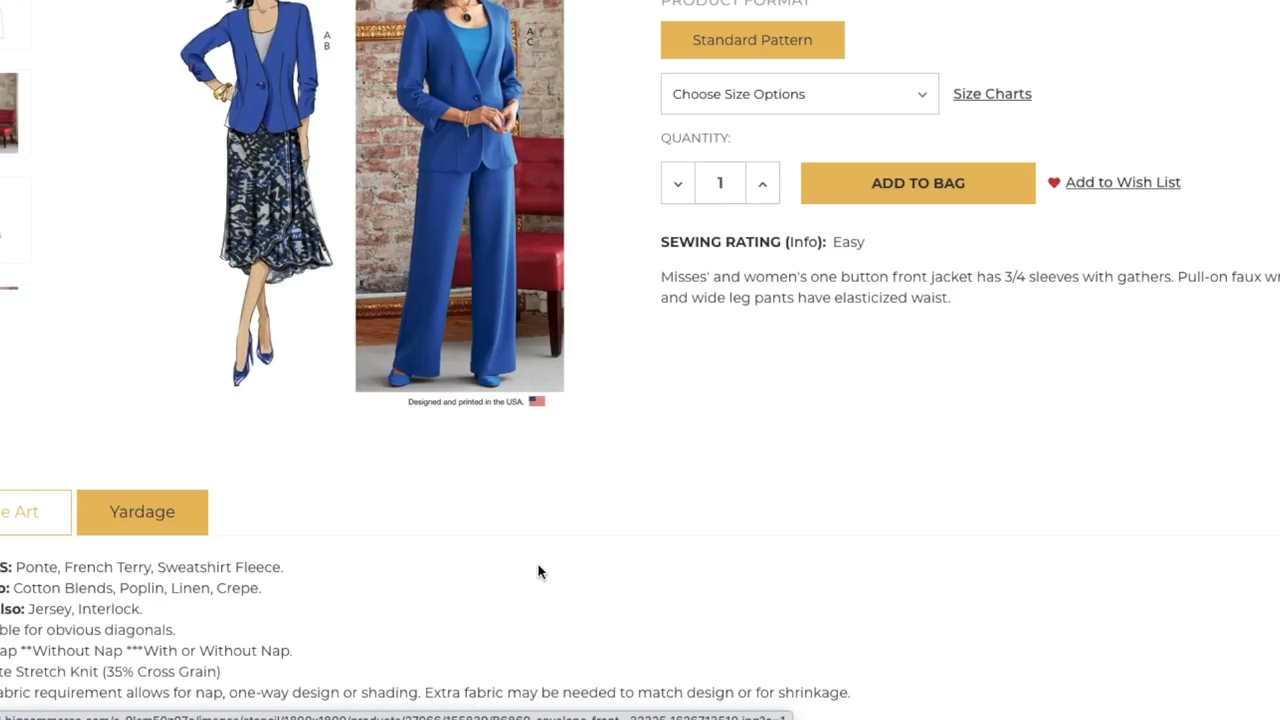 PRODUCT FORMAT
Standard Pattern
Choose Size Options
Size Charts
QUANTITY:
1
ADD TO BAG
Add to Wish List
SEWING RATING (Info): Easy
Misses' and women's one button front jacket has 3/4 sleeves with gathers. Pull-on faux
and wide leg pants have elasticized waist.
A
B
A
C
Designed and printed in the USA.
e Art
Yardage
S: Ponte, French Terry, Sweatshirt Fleece.
o: Cotton Blends, Poplin, Linen, Crepe.
lso: Jersey, Interlock.
ble for obvious diagonals.
ap **Without Nap ***With or Without Nap.
te Stretch Knit (35% Cross Grain)
abric requirement allows for nap, one-way design or shading. Extra fabric may be needed to match design or for shrinkage.